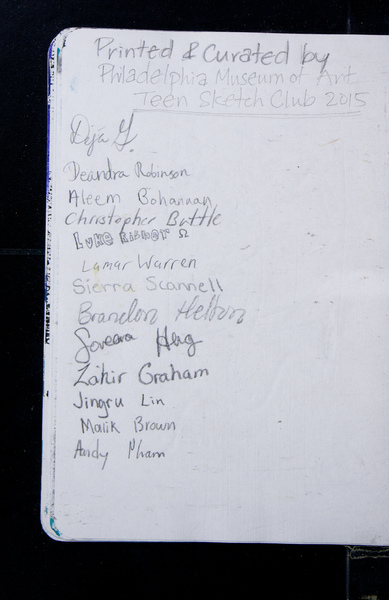 Printed & Curated by
Philadelphia Museum of Art
Teen Sketch Club 2015
Deja G.
Deandra Robinson
Aleem Bohannan
Christopher Battle
Luke Ω
Lamar Warren
Sierra Scannell
Brandon
Zahir Graham
Jingru Lin
Malik Brown
Andy Pham